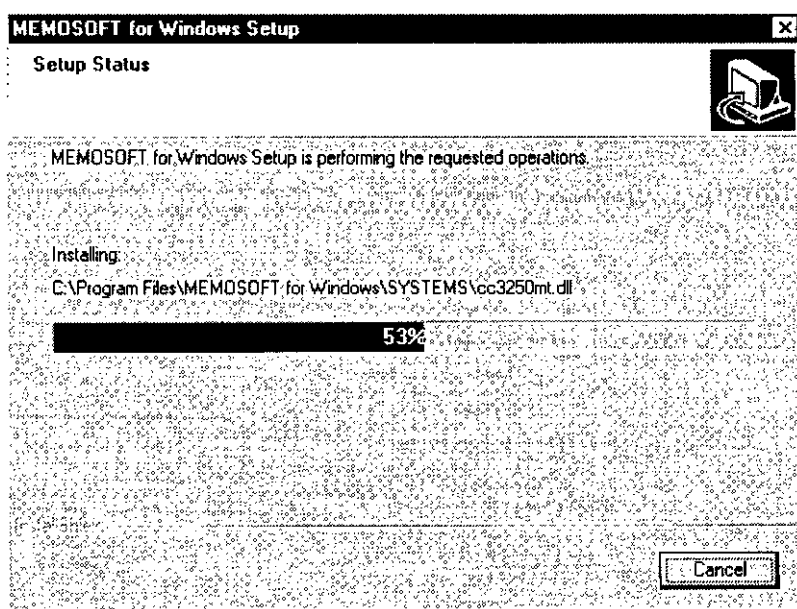 MEMOSOFT for Windows Setup
Setup Status
MEMOSOFT for Windows Setup is performing the requested operations.
Installing:
C:\Program Files\MEMOSOFT for Windows\SYSTEMS\cc3250mt.dll
53%
Cancel